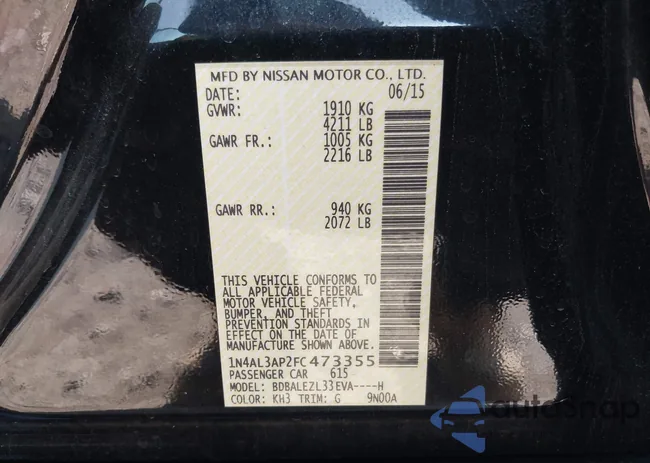 MFD BY NISSAN MOTOR CO., LTD.
DATE: 06/15
GVWR: 1910 KG
4211 LB
GAWR FR.: 1005 KG
2216 LB
GAWR RR.: 940 KG
2072 LB
THIS VEHICLE CONFORMS TO
ALL APPLICABLE FEDERAL
MOTOR VEHICLE SAFETY,
BUMPER, AND THEFT
PREVENTION STANDARDS IN
EFFECT ON THE DATE OF
MANUFACTURE SHOWN ABOVE.
1N4AL3AP2FC473355
PASSENGER CAR 615
MODEL: BDBALEZL33EVA----H
COLOR: KH3 TRIM: G 9N00A
autosnap